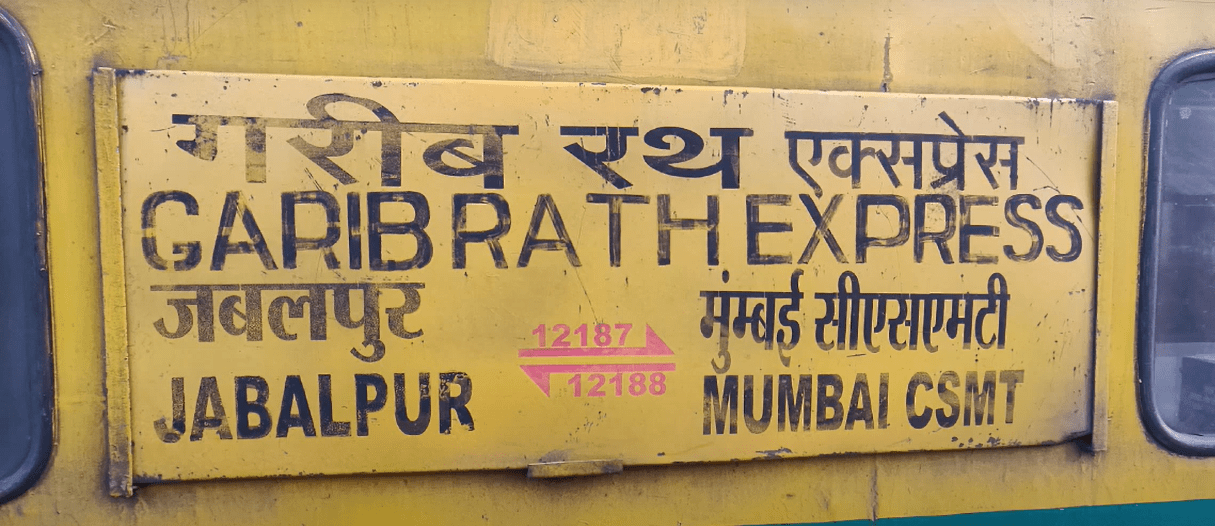 गरीब रथ एक्सप्रेस
GARIB RATH EXPRESS
जबलपुर
12187
मुंम्बई सीएसएमटी
12188
JABALPUR
MUMBAI CSMT